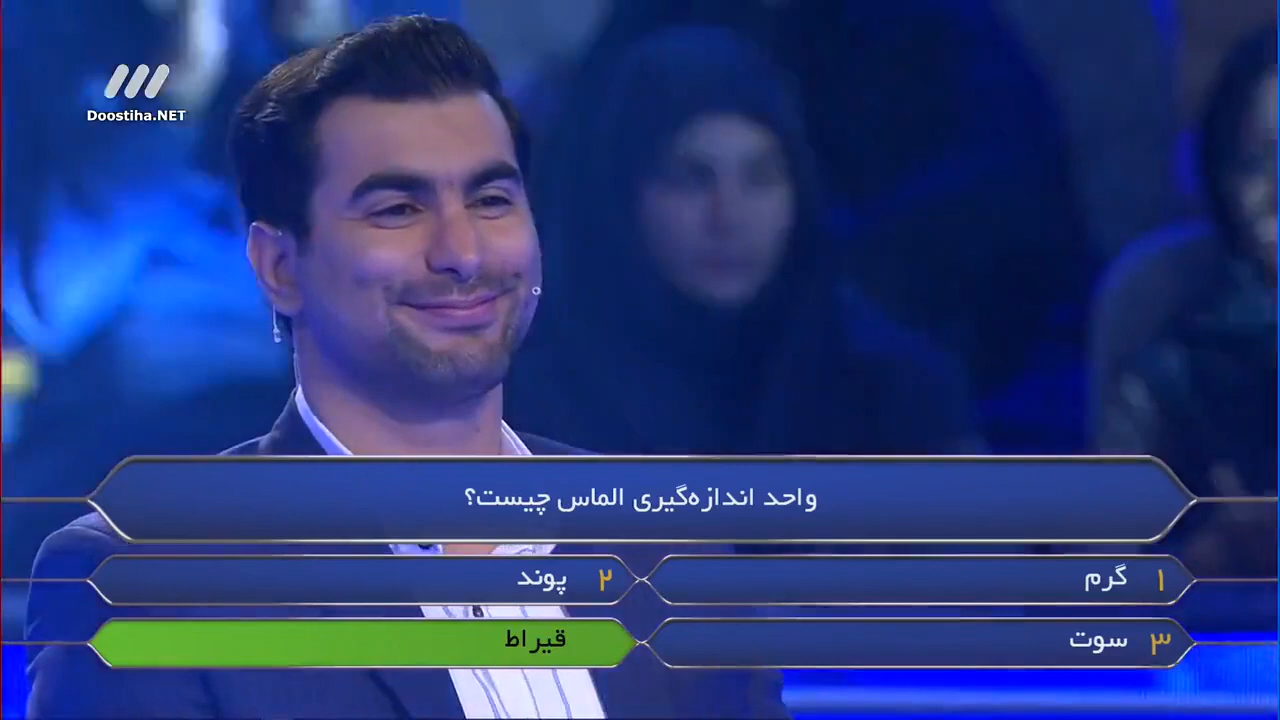 Doostiha.NET
واحد اندازه‌گیری الماس چیست؟
۱ گرم
۲ پوند
۳ سوت
قیراط